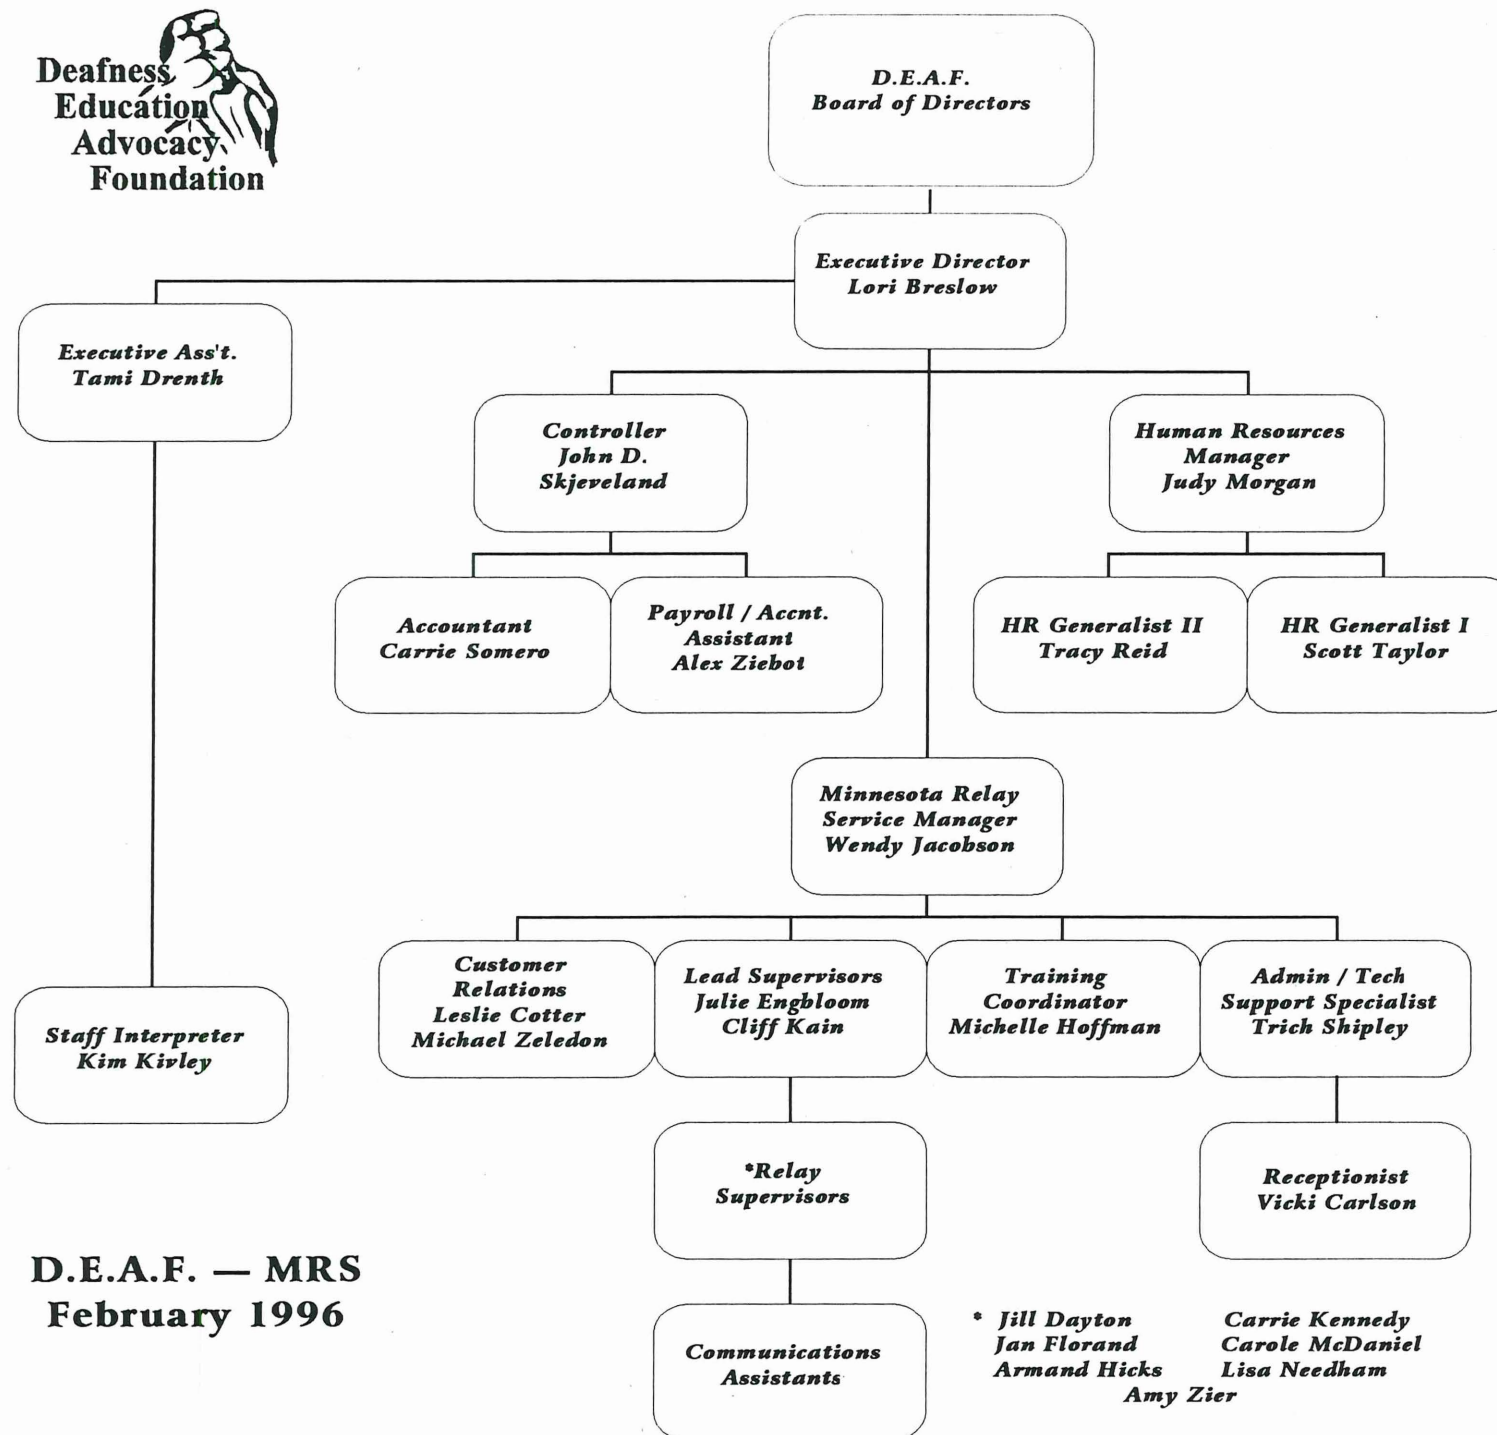 Deafness
Education
Advocacy
Foundation
D.E.A.F.
Board of Directors
Executive Director
Lori Breslow
Executive Ass't.
Tami Drenth
Controller
John D.
Skjeveland
Human Resources
Manager
Judy Morgan
Accountant
Carrie Somero
Payroll / Accnt.
Assistant
Alex Ziebot
HR Generalist II
Tracy Reid
HR Generalist I
Scott Taylor
Minnesota Relay
Service Manager
Wendy Jacobson
Customer
Relations
Leslie Cotter
Michael Zeledon
Lead Supervisors
Julie Engbloom
Cliff Kain
Training
Coordinator
Michelle Hoffman
Admin / Tech
Support Specialist
Trich Shipley
Staff Interpreter
Kim Kivley
*Relay
Supervisors
Receptionist
Vicki Carlson
Communications
Assistants
D.E.A.F. — MRS
February 1996
* Jill Dayton Carrie Kennedy
Jan Florand Carole McDaniel
Armand Hicks Lisa Needham
Amy Zier